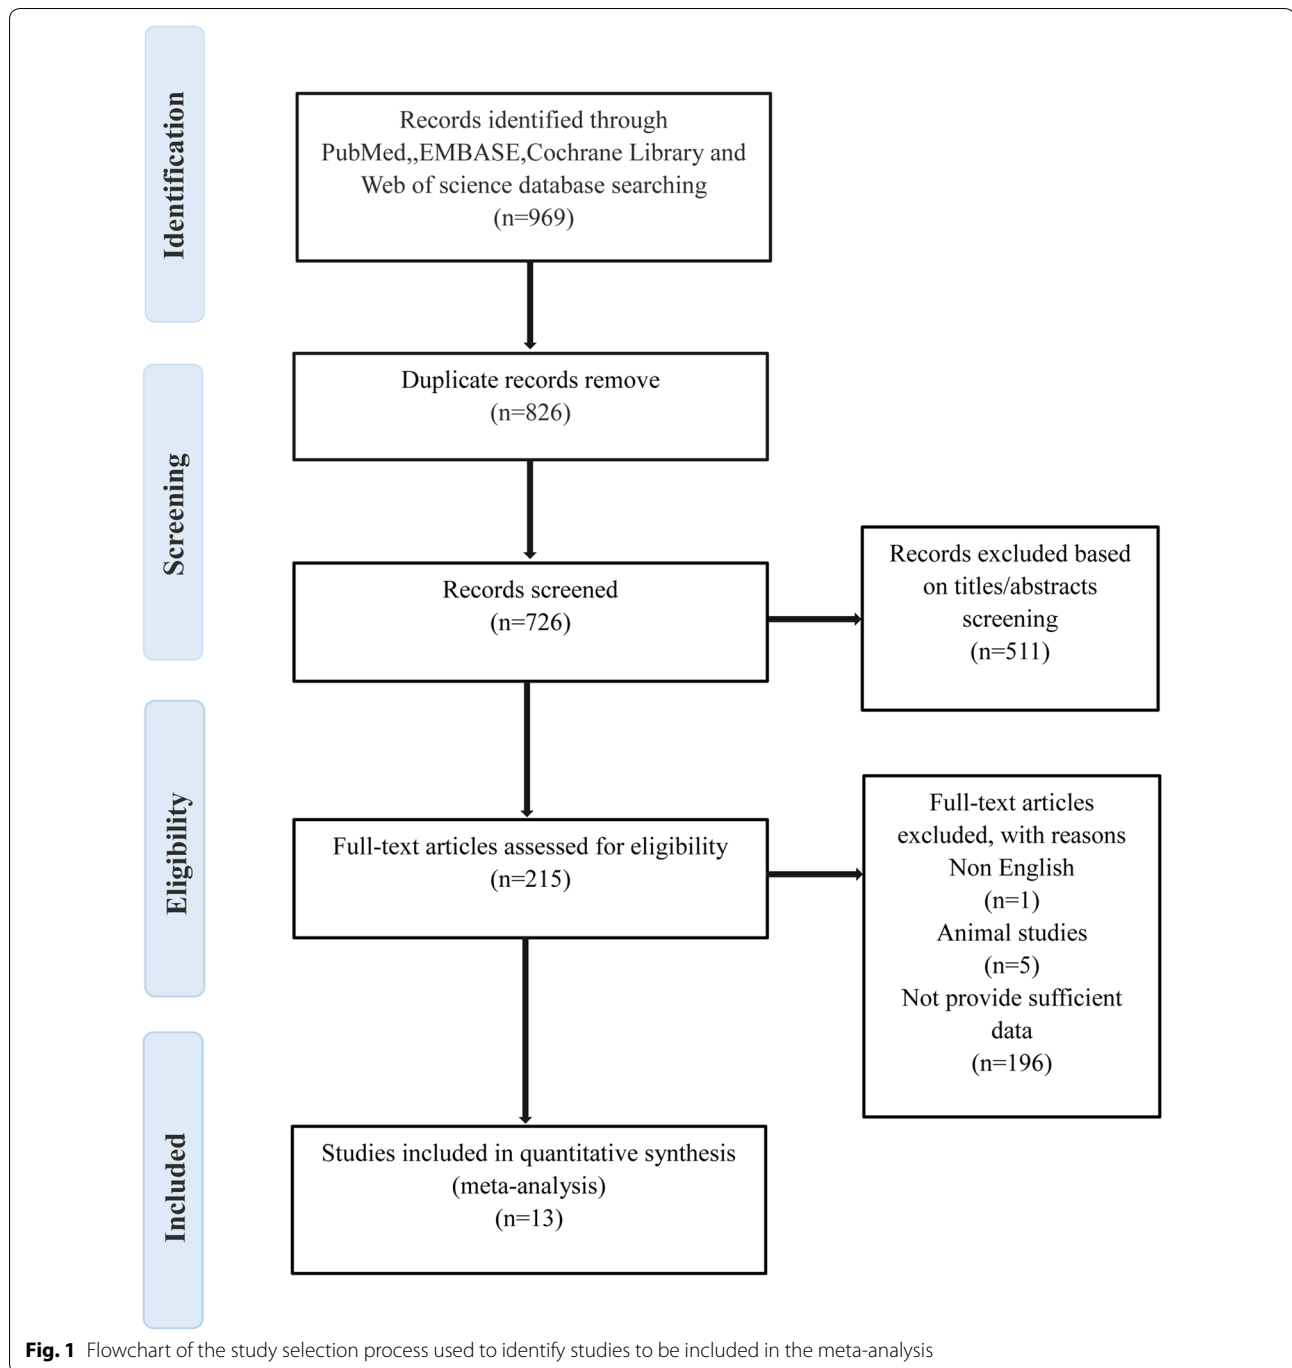 Identification
Records identified through
PubMed,,EMBASE,Cochrane Library and
Web of science database searching
(n=969)
Screening
Duplicate records remove
(n=826)
Records screened
(n=726)
Records excluded based
on titles/abstracts
screening
(n=511)
Eligibility
Full-text articles assessed for eligibility
(n=215)
Full-text articles
excluded, with reasons
Non English
(n=1)
Animal studies
(n=5)
Not provide sufficient
data
(n=196)
Included
Studies included in quantitative synthesis
(meta-analysis)
(n=13)
Fig. 1 Flowchart of the study selection process used to identify studies to be included in the meta-analysis